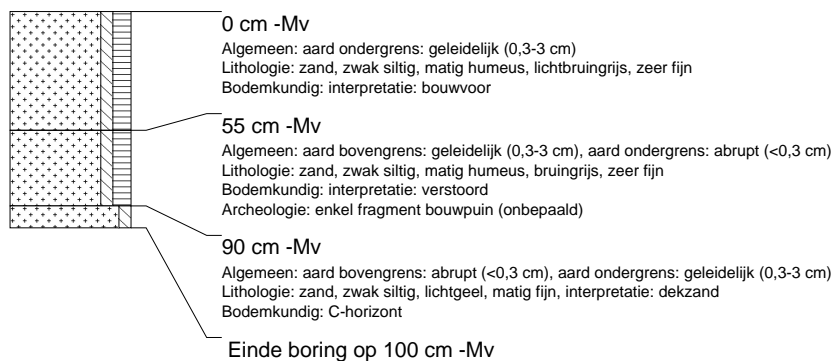 0 cm -Mv
Algemeen: aard ondergrens: geleidelijk (0,3-3 cm)
Lithologie: zand, zwak siltig, matig humeus, lichtbruingrijs, zeer fijn
Bodemkundig: interpretatie: bouwvoor
55 cm -Mv
Algemeen: aard bovengrens: geleidelijk (0,3-3 cm), aard ondergrens: abrupt (<0,3 cm)
Lithologie: zand, zwak siltig, matig humeus, bruingrijs, zeer fijn
Bodemkundig: interpretatie: verstoord
Archeologie: enkel fragment bouwpuin (onbepaald)
90 cm -Mv
Algemeen: aard bovengrens: abrupt (<0,3 cm), aard ondergrens: geleidelijk (0,3-3 cm)
Lithologie: zand, zwak siltig, lichtgeel, matig fijn, interpretatie: dekzand
Bodemkundig: C-horizont
Einde boring op 100 cm -Mv